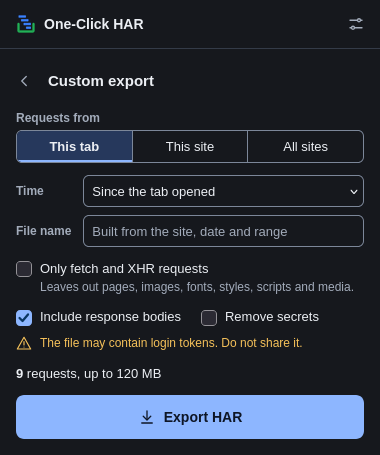 One-Click HAR
Custom export
Requests from
This tab
This site
All sites
Time
Since the tab opened
File name
Built from the site, date and range
Only fetch and XHR requests
Leaves out pages, images, fonts, styles, scripts and media.
Include response bodies
Remove secrets
The file may contain login tokens. Do not share it.
9 requests, up to 120 MB
Export HAR